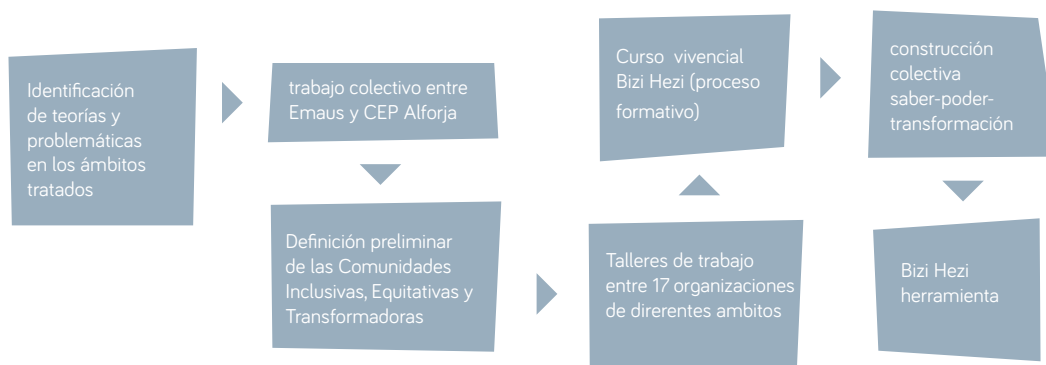 Identificación
de teorías y
problemáticas
en los ámbitos
tratados
trabajo colectivo entre
Emaus y CEP Alforja
Definición preliminar
de las Comunidades
Inclusivas, Equitativas y
Transformadoras
Talleres de trabajo
entre 17 organizaciones
de direrentes ambitos
Curso vivencial
Bizi Hezi (proceso
formativo)
construcción
colectiva
saber-poder-
transformación
Bizi Hezi
herramienta